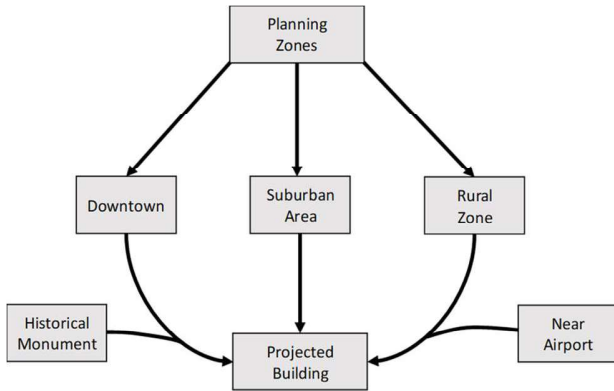 Planning
Zones
Downtown
Suburban
Area
Rural
Zone
Historical
Monument
Projected
Building
Near
Airport